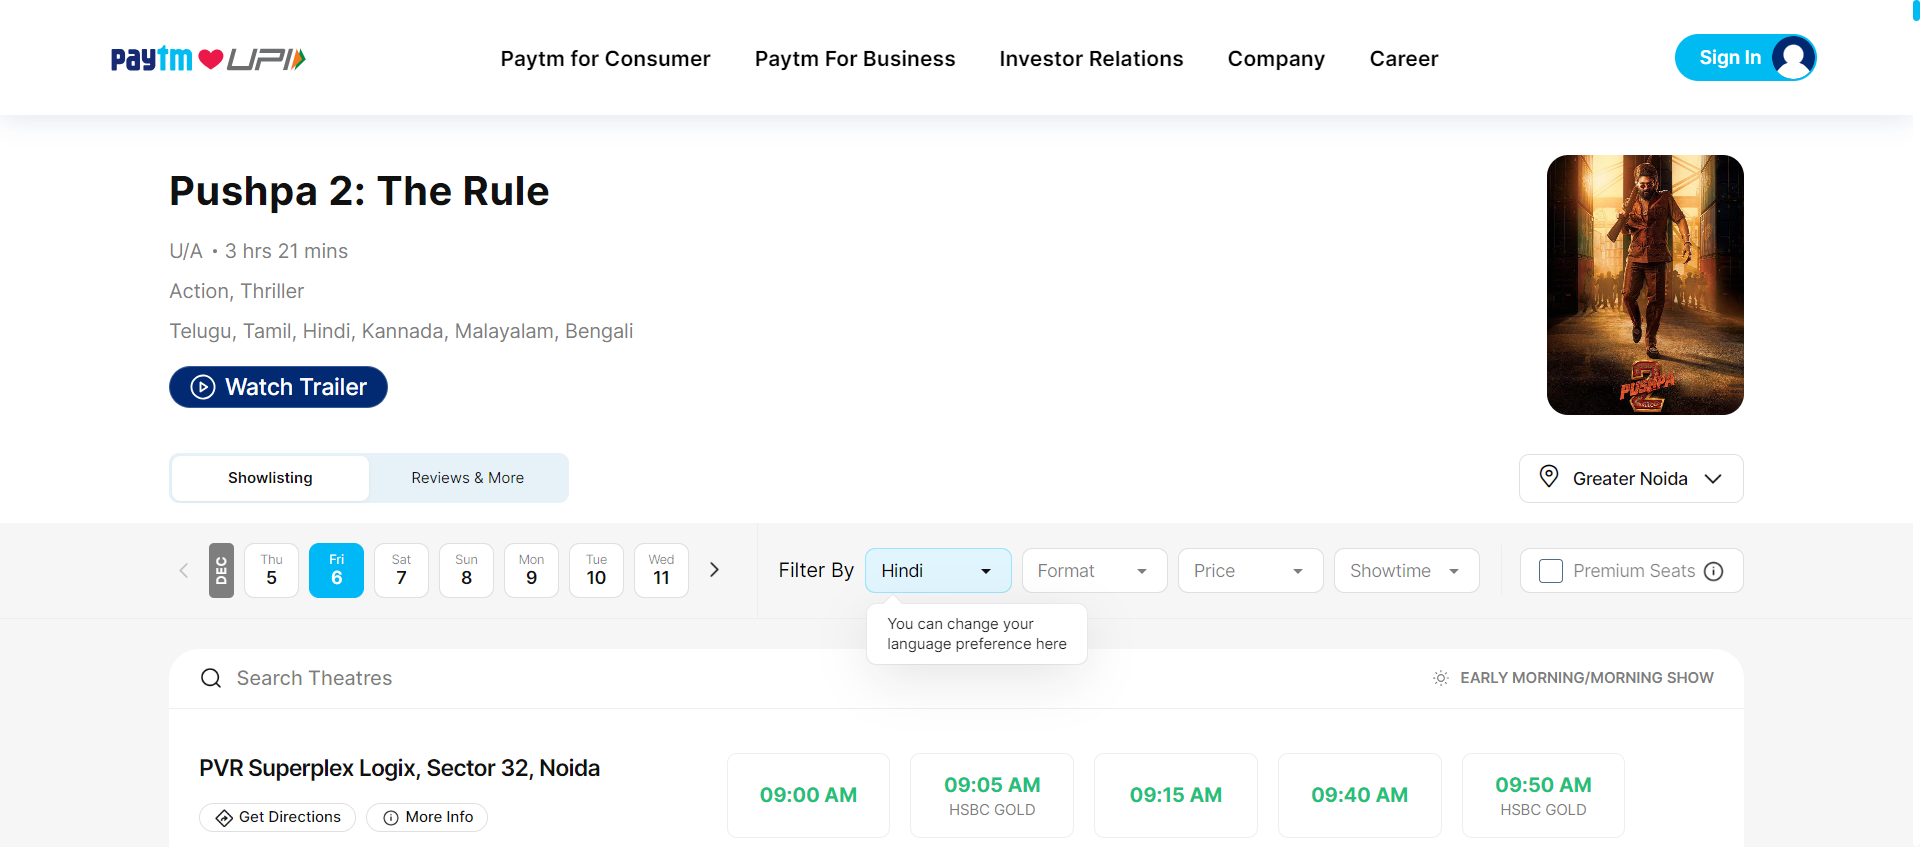 paytm UPI
Paytm for Consumer
Paytm For Business
Investor Relations
Company
Career
Sign In
Pushpa 2: The Rule
U/A • 3 hrs 21 mins
Action, Thriller
Telugu, Tamil, Hindi, Kannada, Malayalam, Bengali
Watch Trailer
PUSHPA
2
Showlisting
Reviews & More
Greater Noida
DEC
Thu
5
Fri
6
Sat
7
Sun
8
Mon
9
Tue
10
Wed
11
Filter By
Hindi
Format
Price
Showtime
Premium Seats
You can change your
language preference here
Search Theatres
EARLY MORNING/MORNING SHOW
PVR Superplex Logix, Sector 32, Noida
Get Directions
More Info
09:00 AM
09:05 AM
HSBC GOLD
09:15 AM
09:40 AM
09:50 AM
HSBC GOLD